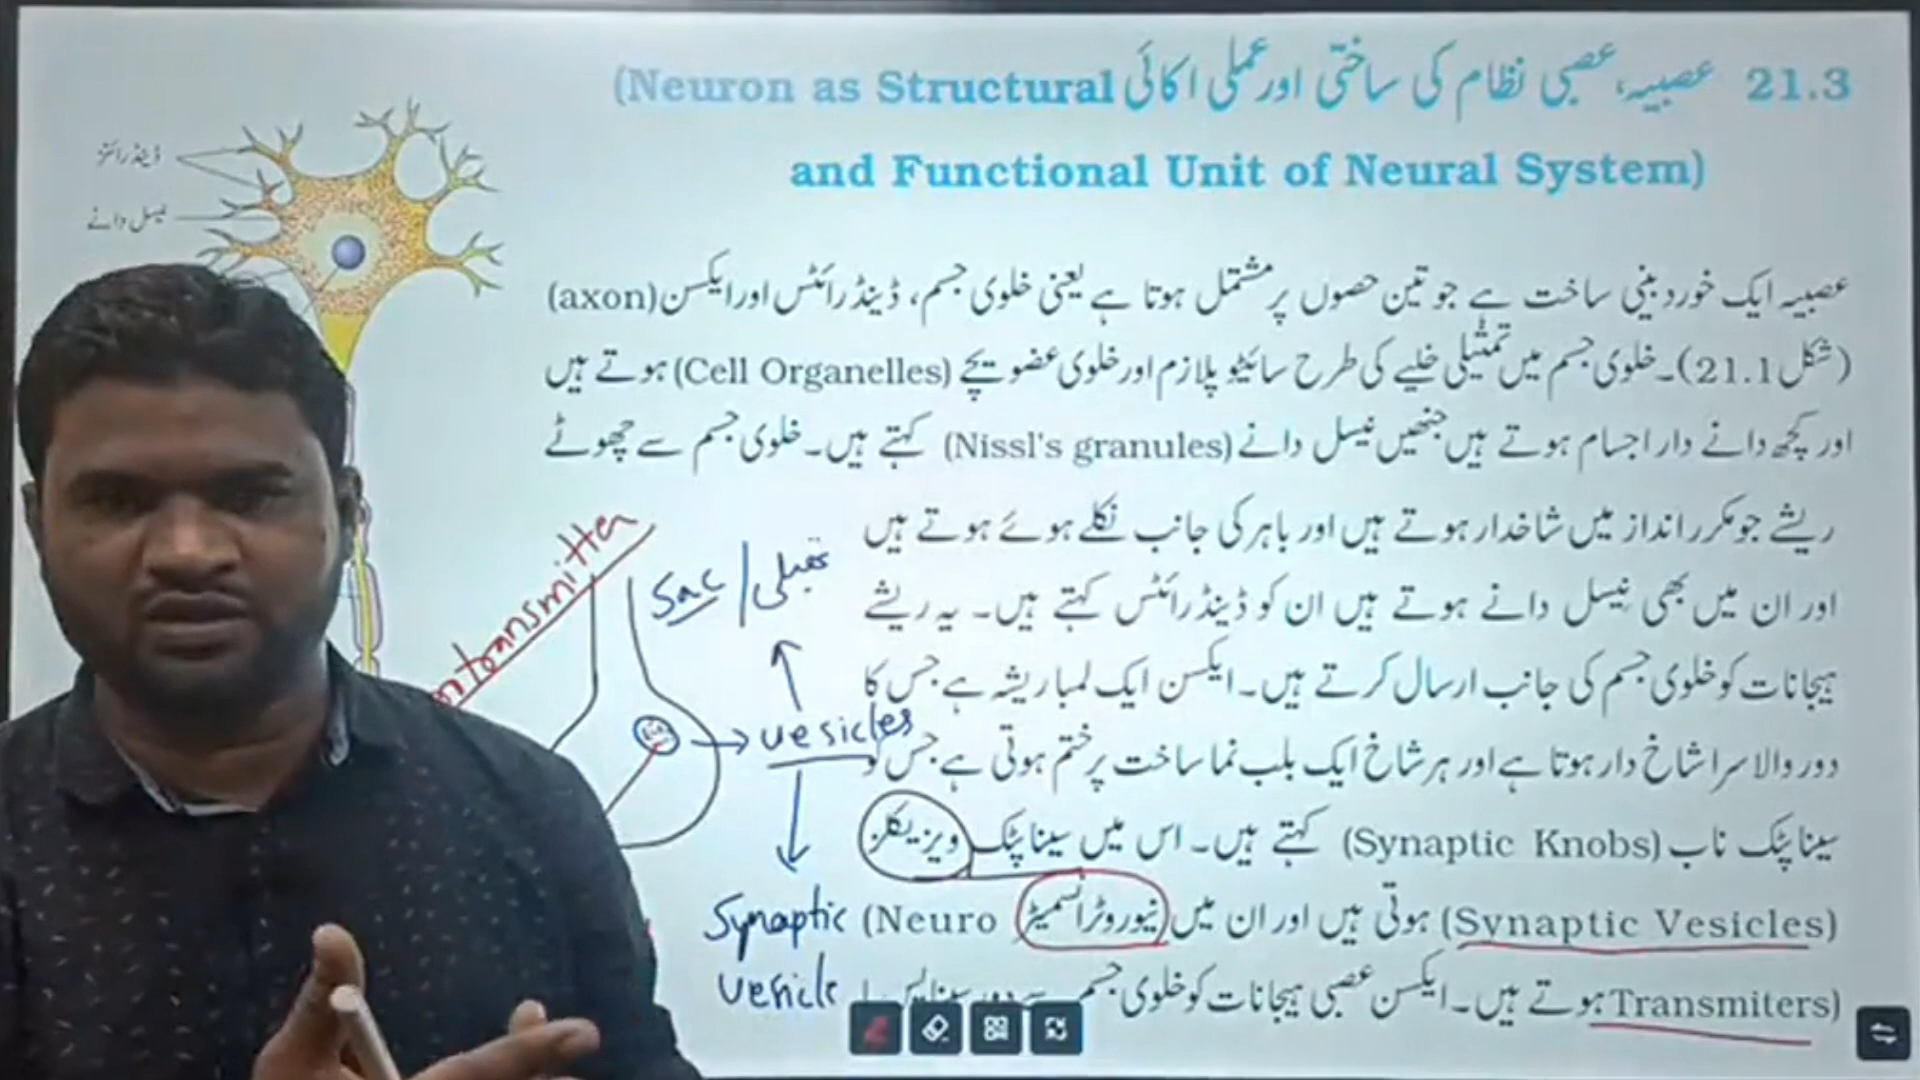 21.3 عصبیہ، عصبی نظام کی ساختی اور عملی اکائی (Neuron as Structural
and Functional Unit of Neural System)
ڈینڈرائٹز
نیسل دانے
عصبیہ ایک خورد بینی ساخت ہے جو تین حصوں پر مشتمل ہوتا ہے یعنی خلوی جسم، ڈینڈرائٹس اور ایکسن (axon)
(شکل 21.1)۔ خلوی جسم میں تمثیلی خلیے کی طرح سائیٹو پلازم اور خلوی عضویچے (Cell Organelles) ہوتے ہیں
اور کچھ دانے دار اجسام ہوتے ہیں جنھیں نیسل دانے (Nissl's granules) کہتے ہیں۔ خلوی جسم سے چھوٹے
ریشے جو مکرر انداز میں شاخدار ہوتے ہیں اور باہر کی جانب نکلے ہوئے ہوتے ہیں
اور ان میں بھی نیسل دانے ہوتے ہیں ان کو ڈینڈرائٹس کہتے ہیں۔ یہ ریشے
ہیجانات کو خلوی جسم کی جانب ارسال کرتے ہیں۔ ایکسن ایک لمبا ریشہ ہے جس کا
دور والا سرا شاخ دار ہوتا ہے اور ہر شاخ ایک بلب نما ساخت پر ختم ہوتی ہے جس کو
سیناپٹک ناب (Synaptic Knobs) کہتے ہیں۔ اس میں سیناپٹک ویزیکلز
(Synaptic Vesicles) ہوتی ہیں اور ان میں نیوروٹرانسمیٹر (Neuro
Transmiters) ہوتے ہیں۔ ایکسن عصبی ہیجانات کو خلوی جسم سے دور
Sac / تھیلی
vesicles
Synaptic
vesicle